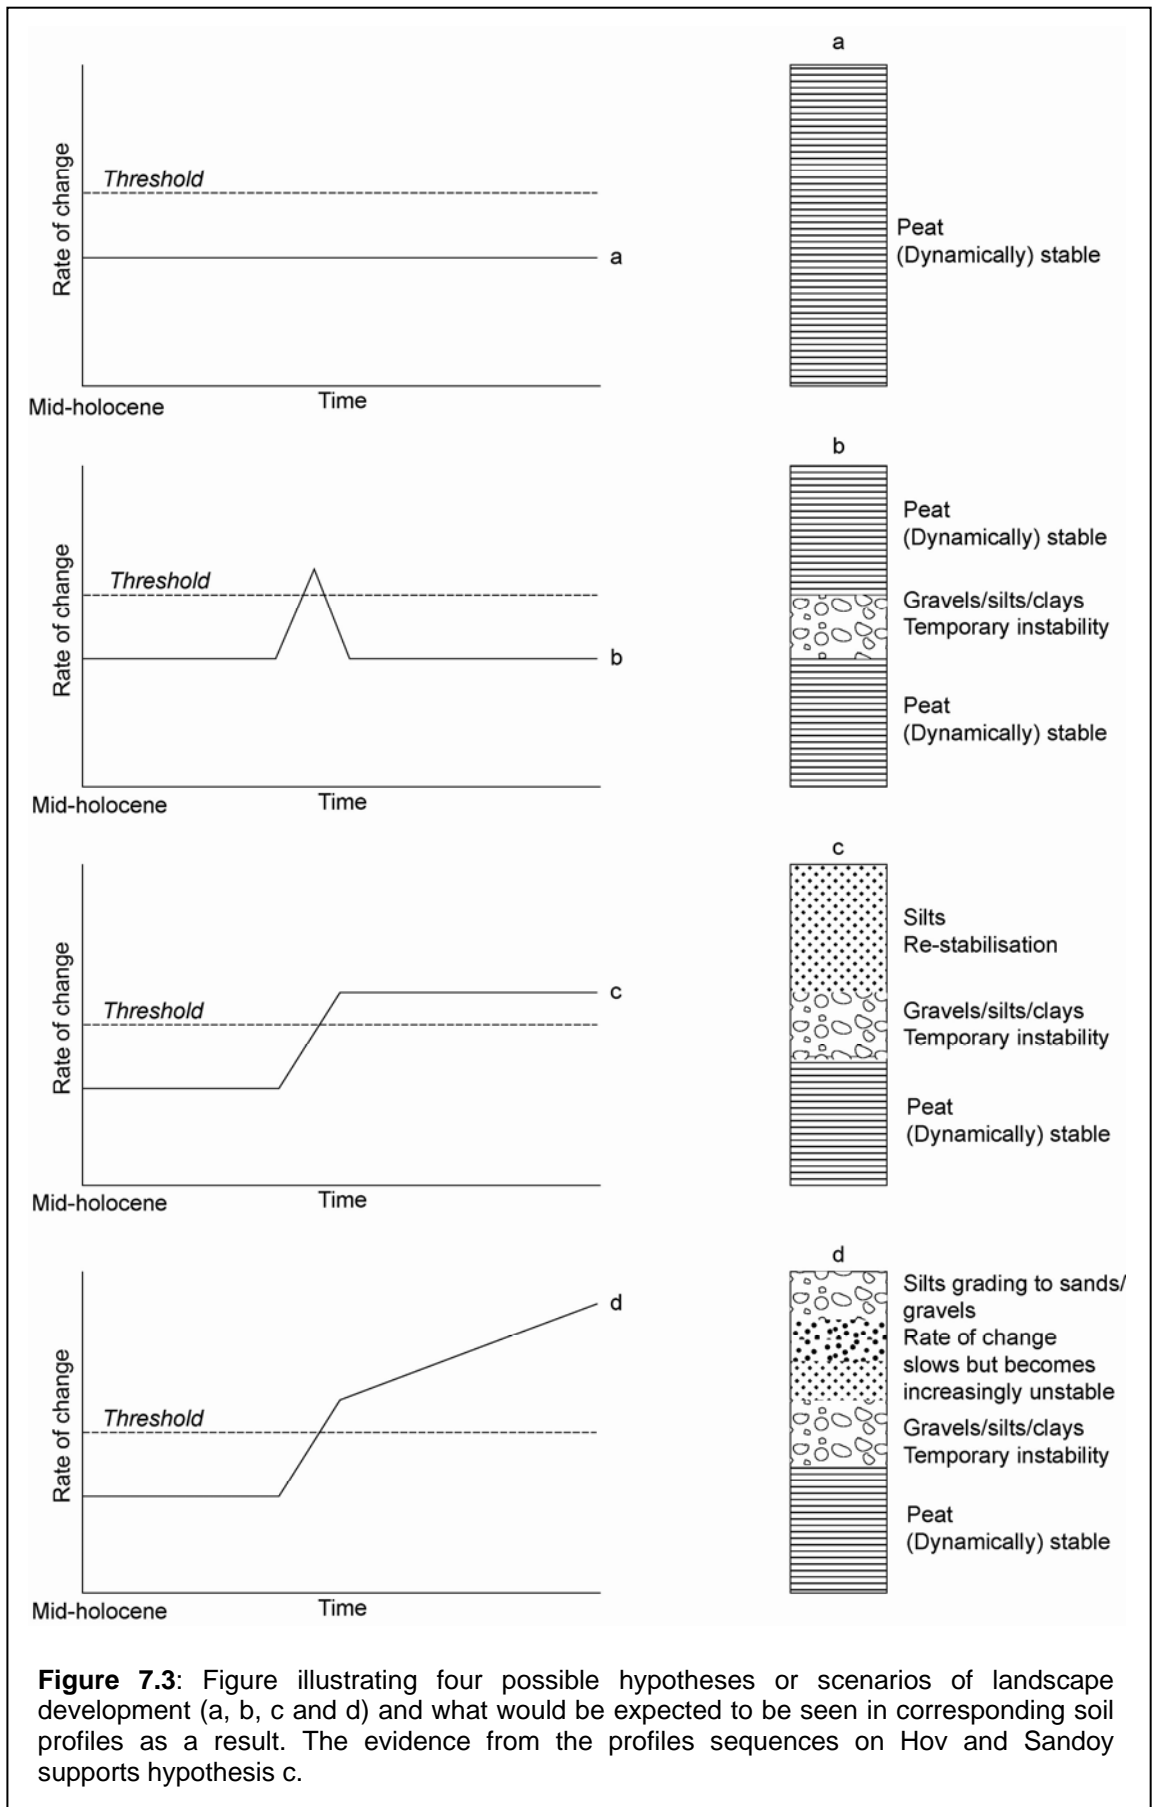 a
Rate of change
Threshold
a
Peat
(Dynamically) stable
Mid-holocene
Time
b
Rate of change
Threshold
b
Peat
(Dynamically) stable
Gravels/silts/clays
Temporary instability
Peat
(Dynamically) stable
Mid-holocene
Time
c
Rate of change
Threshold
c
Silts
Re-stabilisation
Gravels/silts/clays
Temporary instability
Peat
(Dynamically) stable
Mid-holocene
Time
d
Rate of change
Threshold
d
Silts grading to sands/
gravels
Rate of change
slows but becomes
increasingly unstable
Gravels/silts/clays
Temporary instability
Peat
(Dynamically) stable
Mid-holocene
Time
Figure 7.3: Figure illustrating four possible hypotheses or scenarios of landscape
development (a, b, c and d) and what would be expected to be seen in corresponding soil
profiles as a result. The evidence from the profiles sequences on Hov and Sandoy
supports hypothesis c.